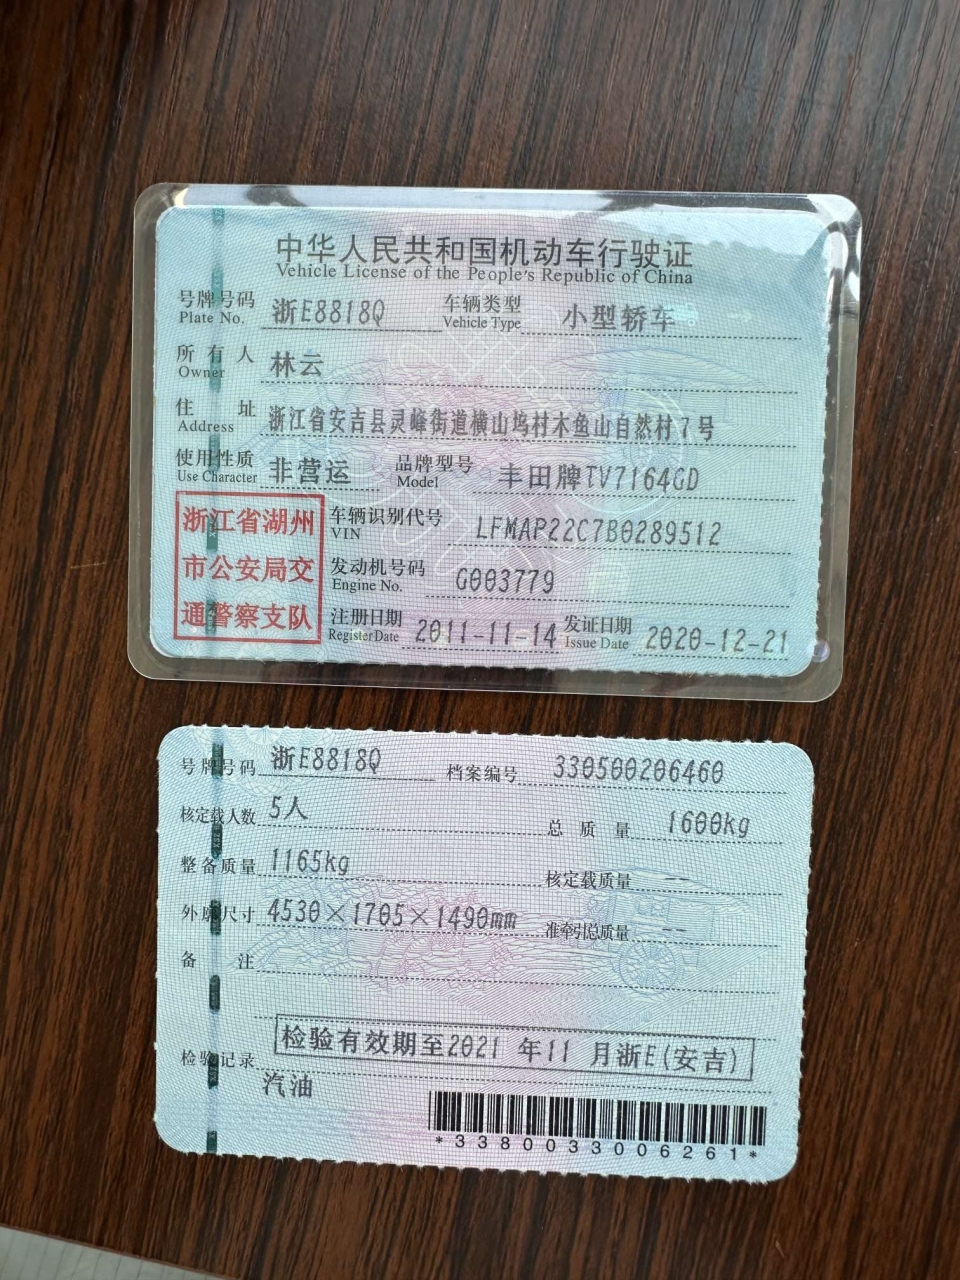 中华人民共和国机动车行驶证
Vehicle License of the People's Republic of China
号牌号码 浙E8818Q 车辆类型 小型轿车
Plate No. Vehicle Type
所有人 林云
Owner
住址 浙江省安吉县灵峰街道横山坞村木鱼山自然村7号
Address
使用性质 非营运 品牌型号 丰田牌TV7164GD
Use Character Model
浙江省湖州
市公安局交
通警察支队
车辆识别代号 LFMAP22C7B0289512
VIN
发动机号码 G003779
Engine No.
注册日期 2011-11-14 发证日期 2020-12-21
Register Date Issue Date
号牌号码 浙E8818Q 档案编号 330500206460
核定载人数 5人 总质量 1600kg
整备质量 1165kg 核定载质量 --
外廓尺寸 4530×1705×1490mm 准牵引总质量 --
备注
检验有效期至2021 年11 月浙E(安吉)
检验记录
汽油
*3380033006261*